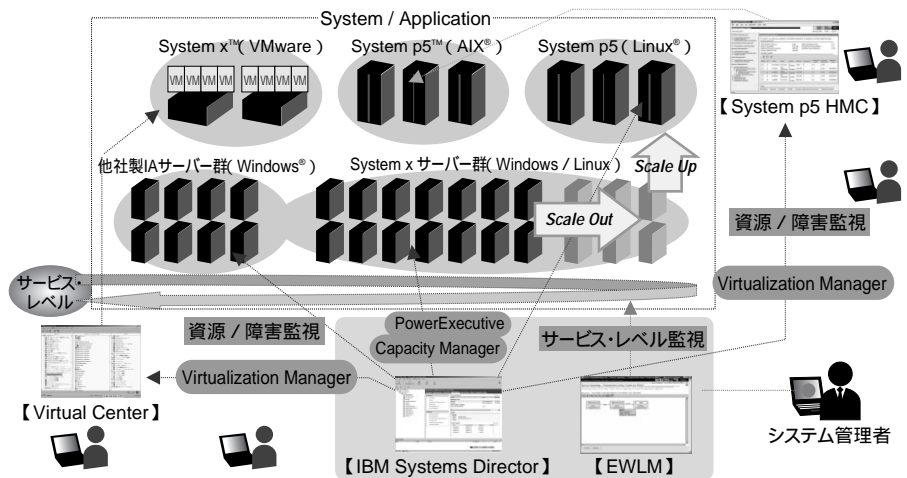 System / Application
System x™( VMware )
System p5™( AIX® )
System p5 ( Linux® )
VM VM VM VM
VM VM VM VM
【 System p5 HMC 】
他社製IAサーバー群( Windows® )
System x サーバー群( Windows / Linux )
Scale Up
Scale Out
資源 / 障害監視
サービス・
レベル
Virtualization Manager
資源 / 障害監視
PowerExecutive
Capacity Manager
サービス・レベル監視
Virtualization Manager
【 Virtual Center 】
【 IBM Systems Director 】
【 EWLM 】
システム管理者